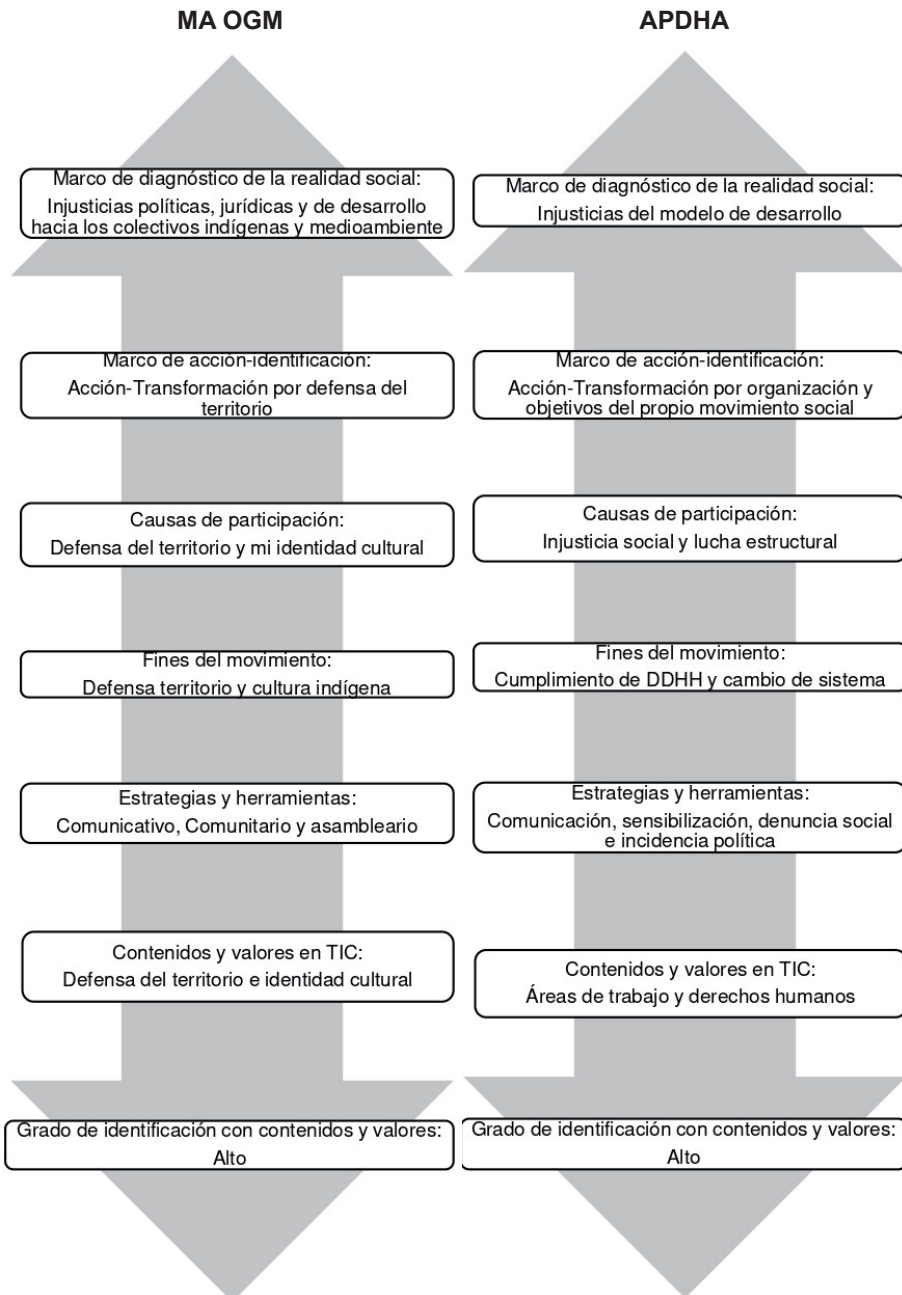 MA OGM
Marco de diagnóstico de la realidad social:
Injusticias políticas, jurídicas y de desarrollo
hacia los colectivos indígenas y medioambiente
Marco de acción-identificación:
Acción-Transformación por defensa del
territorio
Causas de participación:
Defensa del territorio y mi identidad cultural
Fines del movimiento:
Defensa territorio y cultura indígena
Estrategias y herramientas:
Comunicativo, Comunitario y asambleario
Contenidos y valores en TIC:
Defensa del territorio e identidad cultural
Grado de identificación con contenidos y valores:
Alto
APDHA
Marco de diagnóstico de la realidad social:
Injusticias del modelo de desarrollo
Marco de acción-identificación:
Acción-Transformación por organización y
objetivos del propio movimiento social
Causas de participación:
Injusticia social y lucha estructural
Fines del movimiento:
Cumplimiento de DDHH y cambio de sistema
Estrategias y herramientas:
Comunicación, sensibilización, denuncia social
e incidencia política
Contenidos y valores en TIC:
Áreas de trabajo y derechos humanos
Grado de identificación con contenidos y valores:
Alto